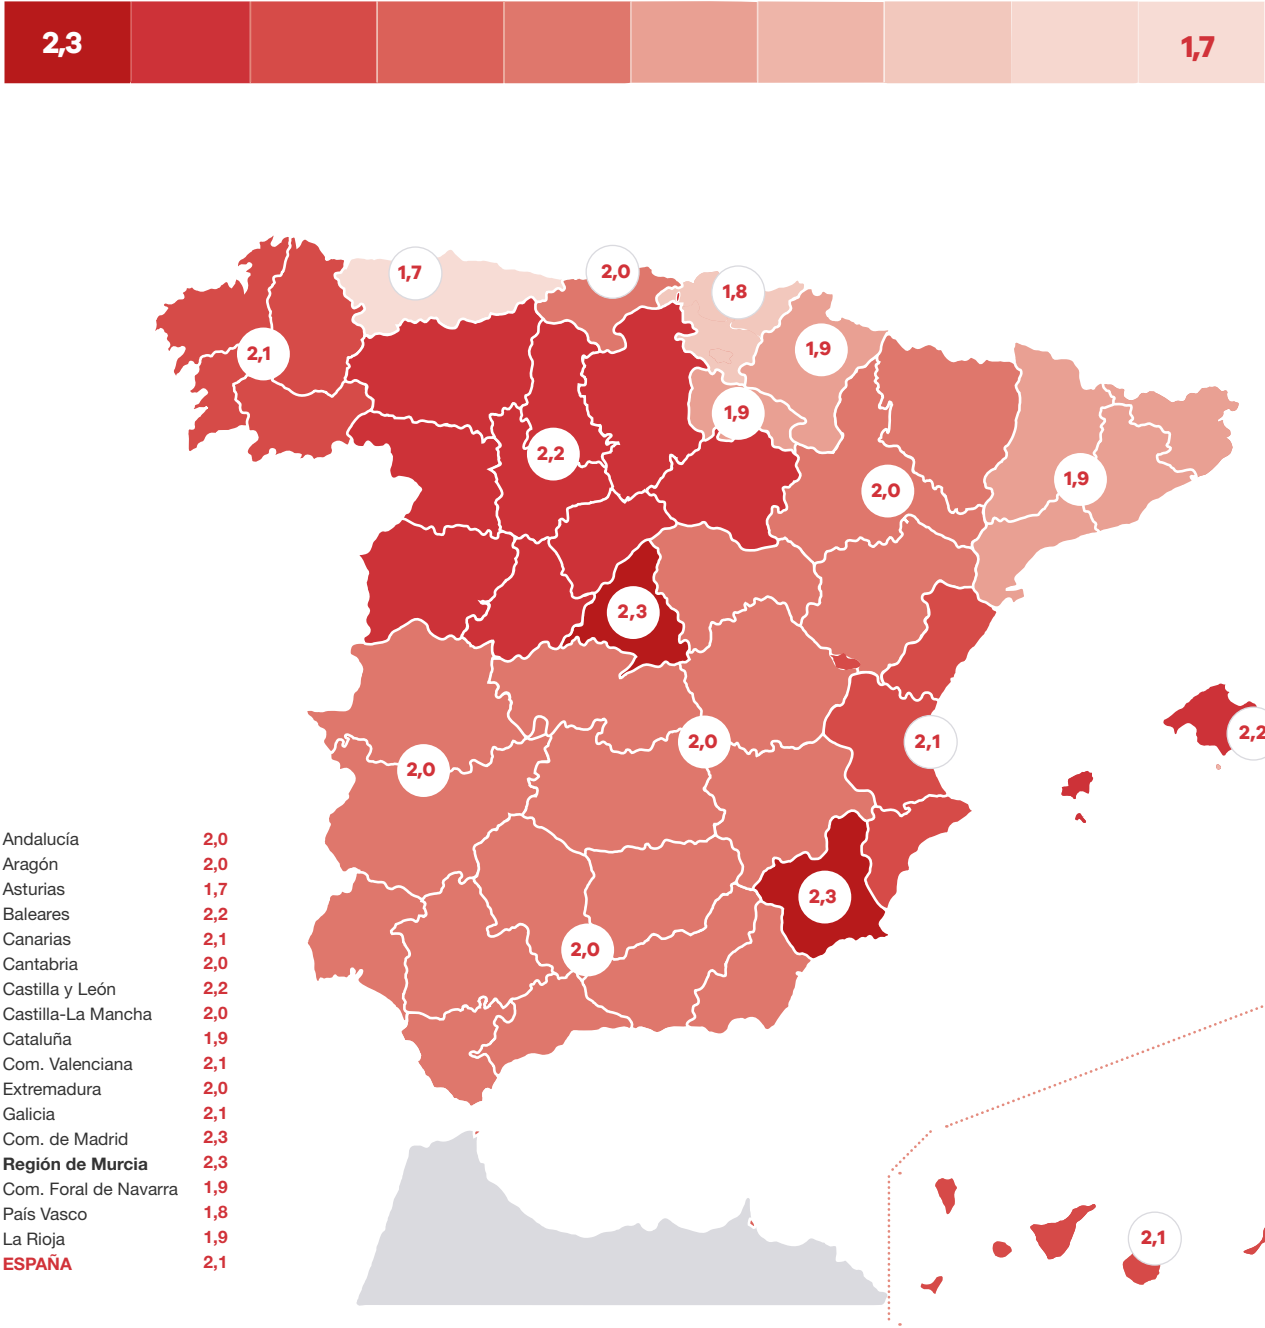 2,3 1,7
1,7
2,0
1,8
2,1
1,9
1,9
2,2
2,0
1,9
2,3
2,2
2,0
2,1
2,0
2,3
2,0
2,1
Andalucía 2,0
Aragón 2,0
Asturias 1,7
Baleares 2,2
Canarias 2,1
Cantabria 2,0
Castilla y León 2,2
Castilla-La Mancha 2,0
Cataluña 1,9
Com. Valenciana 2,1
Extremadura 2,0
Galicia 2,1
Com. de Madrid 2,3
Región de Murcia 2,3
Com. Foral de Navarra 1,9
País Vasco 1,8
La Rioja 1,9
ESPAÑA 2,1